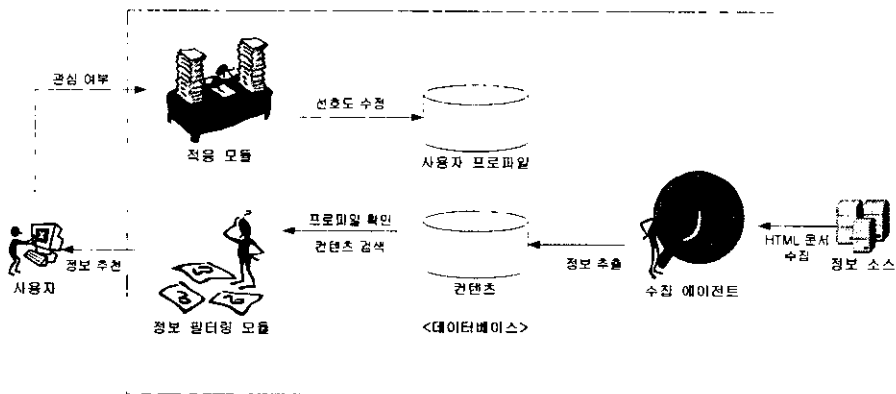 관심 여부
적응 모듈
선호도 수정
사용자 프로파일
사용자
정보 추천
정보 필터링 모듈
프로파일 확인
컨텐츠 검색
컨텐츠
<데이터베이스>
정보 추출
수집 에이전트
HTML 문서
수집
정보 소스